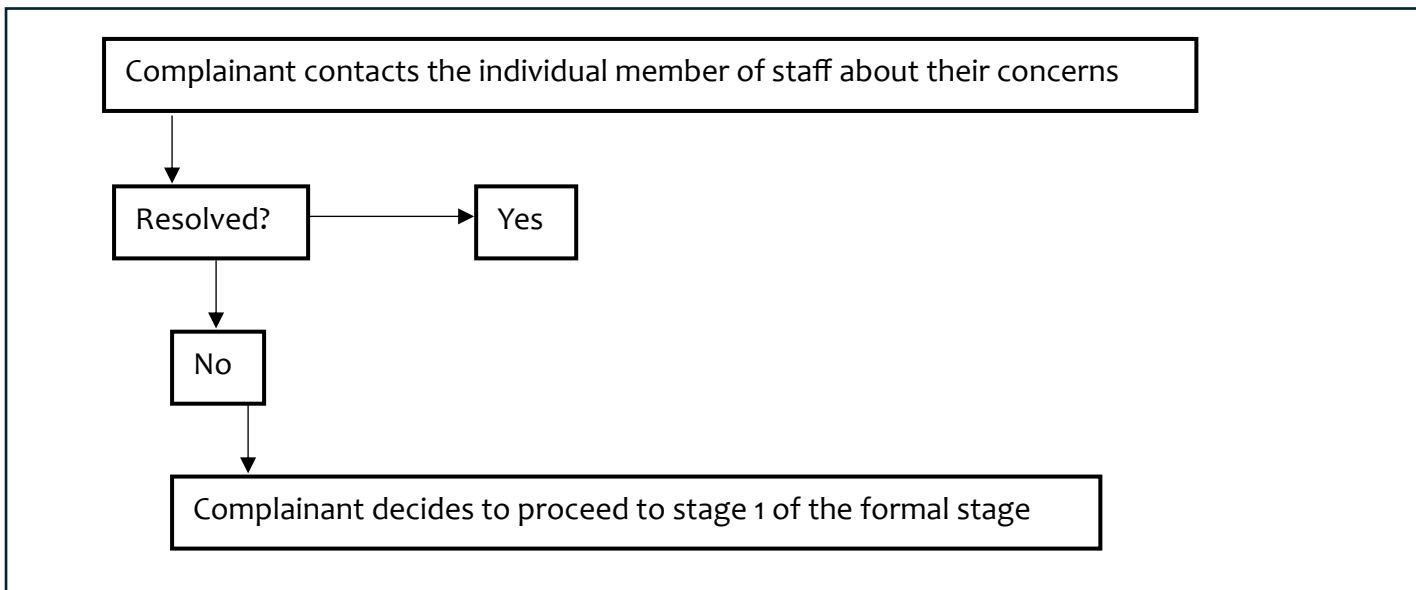 Complainant contacts the individual member of staff about their concerns
Resolved?
Yes
No
Complainant decides to proceed to stage 1 of the formal stage